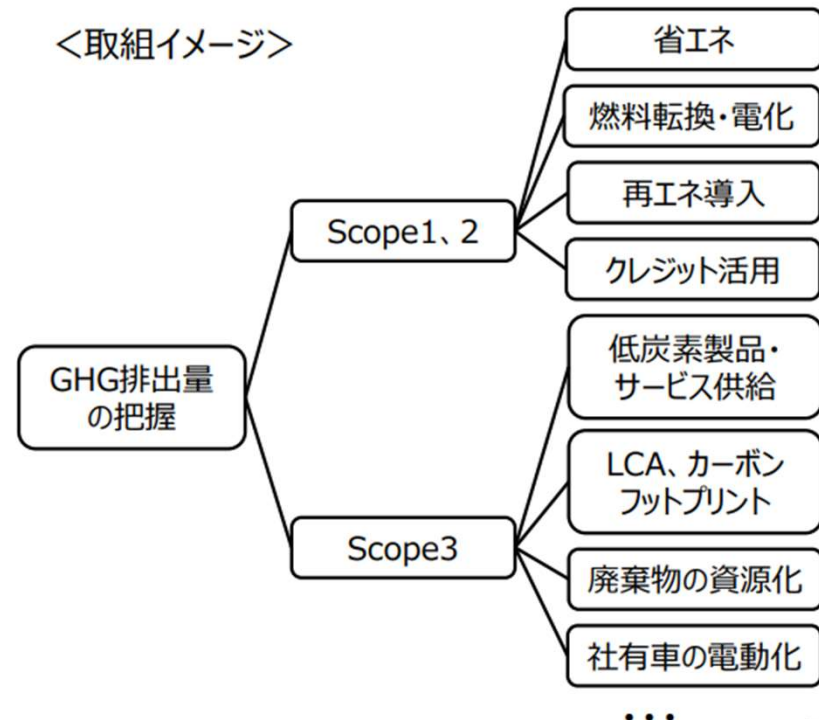 ＜取組イメージ＞
GHG排出量
の把握
Scope1、2
省エネ
燃料転換・電化
再エネ導入
クレジット活用
Scope3
低炭素製品・
サービス供給
LCA、カーボン
フットプリント
廃棄物の資源化
社有車の電動化
・・・